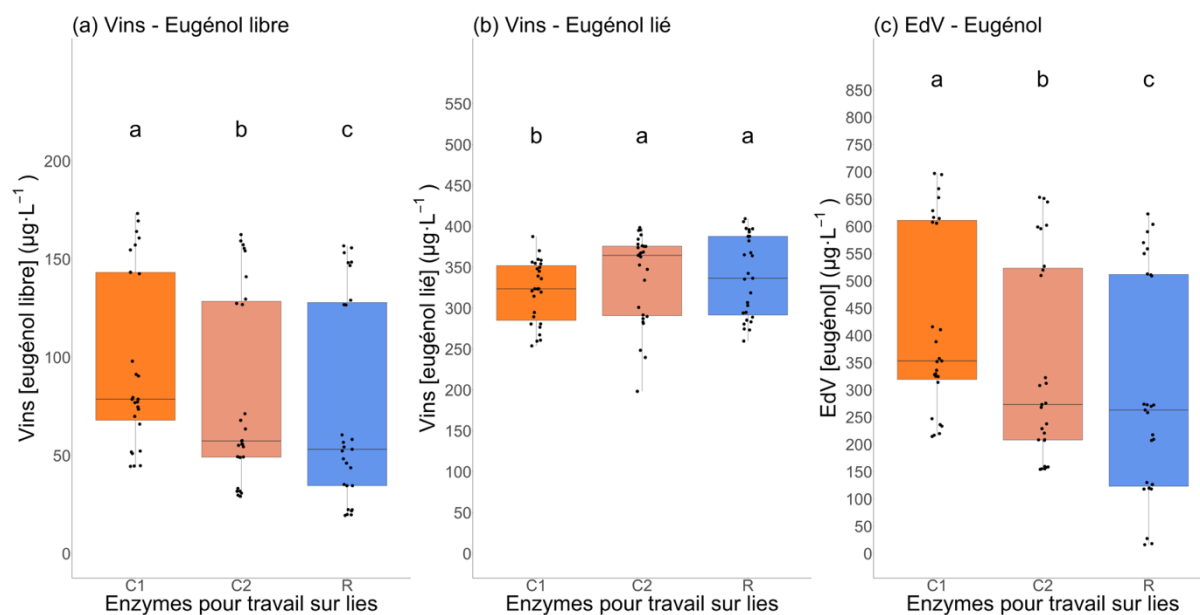 (a) Vins - Eugénol libre
Vins [eugénol libre] (µg·L⁻¹ )
200
150
100
50
0
a
b
c
C1
C2
R
Enzymes pour travail sur lies
(b) Vins - Eugénol lié
Vins [eugénol lié] (µg·L⁻¹ )
550
500
450
400
350
300
250
200
150
100
50
0
b
a
a
C1
C2
R
Enzymes pour travail sur lies
(c) EdV - Eugénol
EdV [eugénol] (µg·L⁻¹ )
850
800
750
700
650
600
550
500
450
400
350
300
250
200
150
100
50
0
a
b
c
C1
C2
R
Enzymes pour travail sur lies